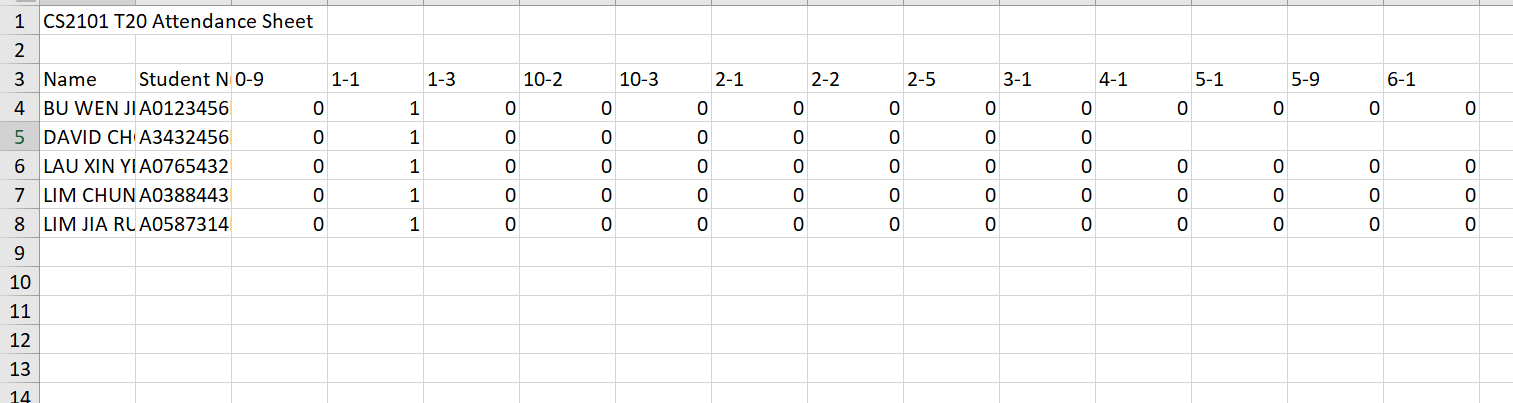 1 CS2101 T20 Attendance Sheet
2
3 Name Student N 0-9 1-1 1-3 10-2 10-3 2-1 2-2 2-5 3-1 4-1 5-1 5-9 6-1
4 BU WEN JI A0123456 0 1 0 0 0 0 0 0 0 0 0 0 0
5 DAVID CH A3432456 0 1 0 0 0 0 0 0 0
6 LAU XIN Y A0765432 0 1 0 0 0 0 0 0 0 0 0 0 0
7 LIM CHUN A0388443 0 1 0 0 0 0 0 0 0 0 0 0 0
8 LIM JIA RU A0587314 0 1 0 0 0 0 0 0 0 0 0 0 0
9
10
11
12
13
14